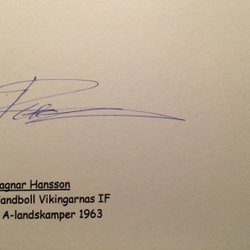 agnar Hansson
andboll Vikingarnas IF
A-landskamper 1963